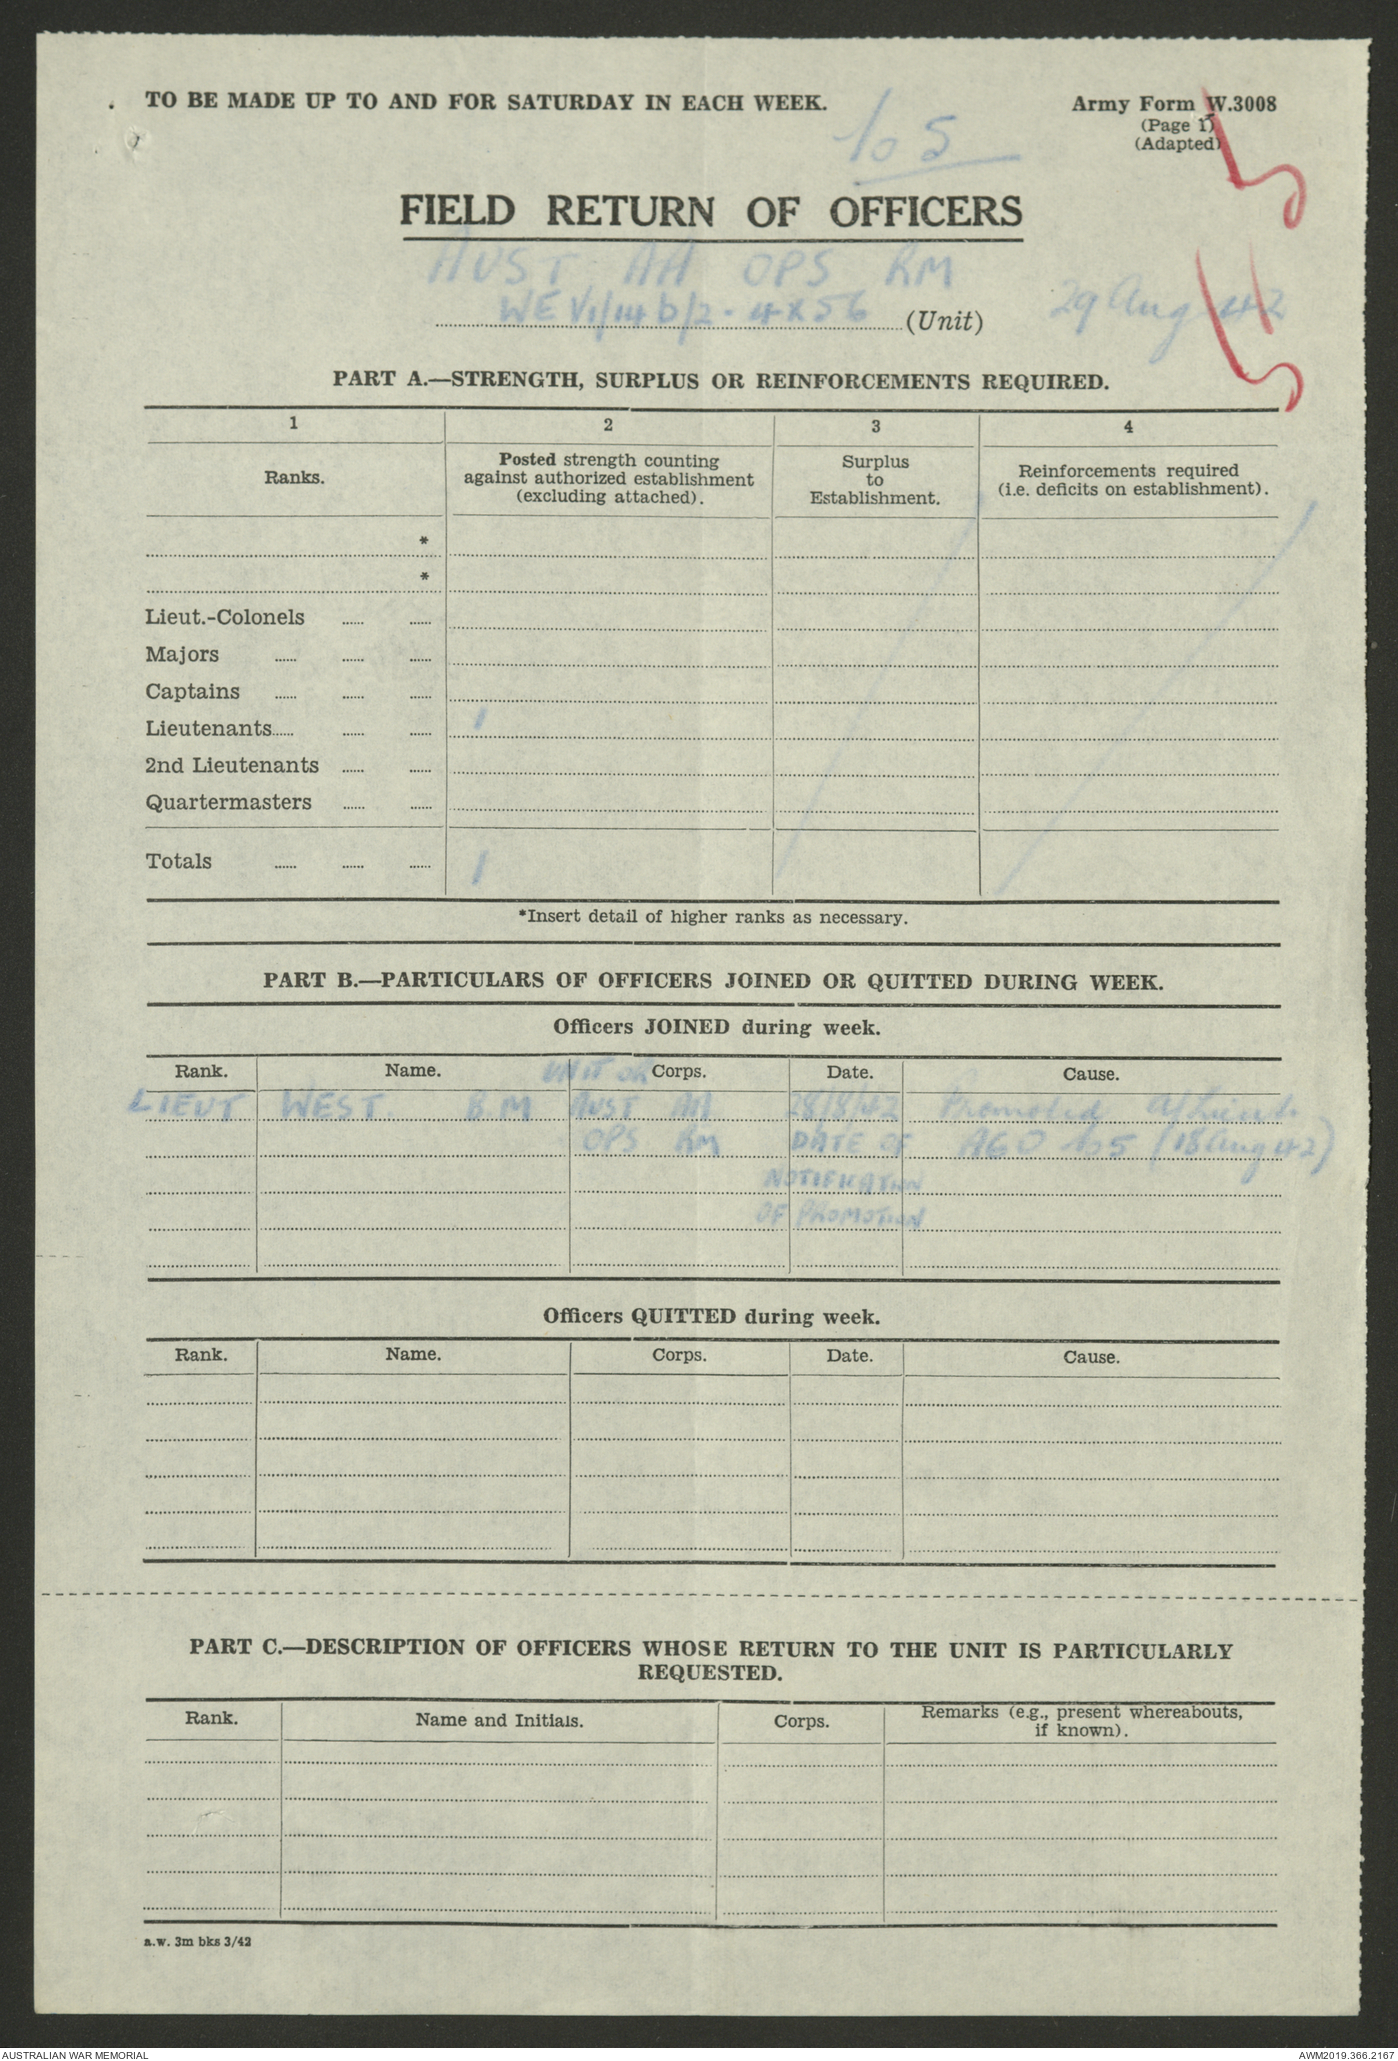 TO BE MADE UP TO AND FOR SATURDAY IN EACH WEEK.
Army Form W.3008
(Page 1)
(Adapted)
No 5
FIELD RETURN OF OFFICERS
AUST AA OPS RM
WE VI/14b/2 - 4 x 56 (Unit) 29 Aug 42
PART A.—STRENGTH, SURPLUS OR REINFORCEMENTS REQUIRED.
1 2 3 4
Ranks.
Posted strength counting against authorized establishment (excluding attached).
Surplus to Establishment.
Reinforcements required (i.e. deficits on establishment).
*
*
Lieut.-Colonels
Majors
Captains
Lieutenants 1
2nd Lieutenants
Quartermasters
Totals 1
*Insert detail of higher ranks as necessary.
PART B.—PARTICULARS OF OFFICERS JOINED OR QUITTED DURING WEEK.
Officers JOINED during week.
Rank. Name. UNIT OR Corps. Date. Cause.
LIEUT WEST B.M AUST AA 28/8/42 Promoted
OPS RM DATE OF AGO No 5 (18 Aug 42)
NOTIFICATION
OF PROMOTION
Officers QUITTED during week.
Rank. Name. Corps. Date. Cause.
PART C.—DESCRIPTION OF OFFICERS WHOSE RETURN TO THE UNIT IS PARTICULARLY
REQUESTED.
Rank. Name and Initials. Corps. Remarks (e.g., present whereabouts, if known).
a.w. 3m bks 3/42
AUSTRALIAN WAR MEMORIAL
AWM2019.366.2167